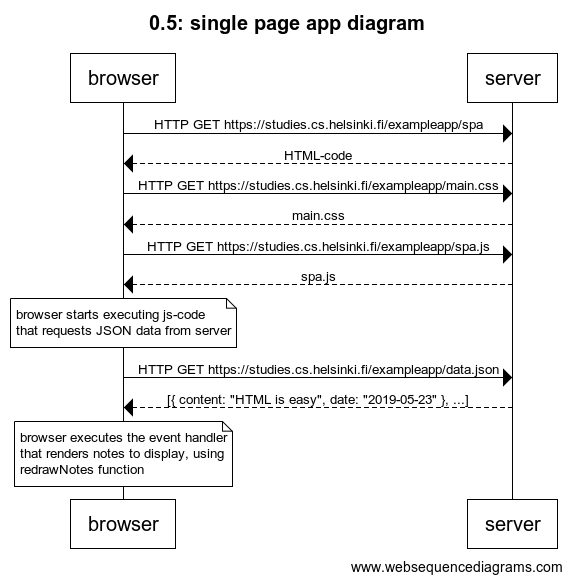 0.5: single page app diagram
browser
server
HTTP GET https://studies.cs.helsinki.fi/exampleapp/spa
HTML-code
HTTP GET https://studies.cs.helsinki.fi/exampleapp/main.css
main.css
HTTP GET https://studies.cs.helsinki.fi/exampleapp/spa.js
spa.js
browser starts executing js-code
that requests JSON data from server
HTTP GET https://studies.cs.helsinki.fi/exampleapp/data.json
[{ content: "HTML is easy", date: "2019-05-23" }, ...]
browser executes the event handler
that renders notes to display, using
redrawNotes function
browser
server
www.websequencediagrams.com